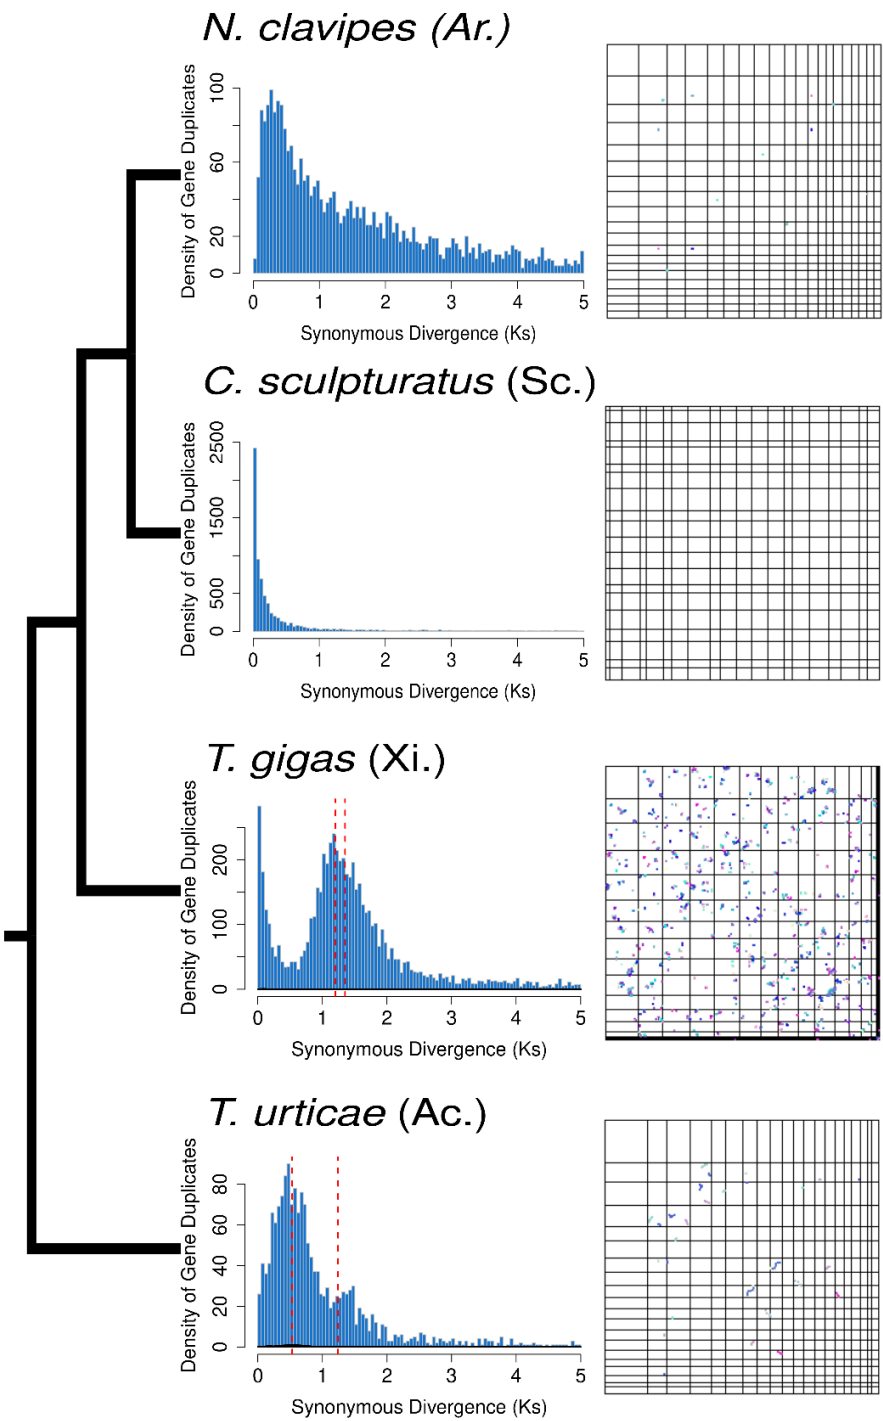 N. clavipes (Ar.)
Density of Gene Duplicates
100
60
20
0
0 1 2 3 4 5
Synonymous Divergence (Ks)
C. sculpturatus (Sc.)
Density of Gene Duplicates
2500
1500
500
0
0 1 2 3 4 5
Synonymous Divergence (Ks)
T. gigas (Xi.)
Density of Gene Duplicates
200
100
0
0 1 2 3 4 5
Synonymous Divergence (Ks)
T. urticae (Ac.)
Density of Gene Duplicates
80
60
40
20
0
0 1 2 3 4 5
Synonymous Divergence (Ks)